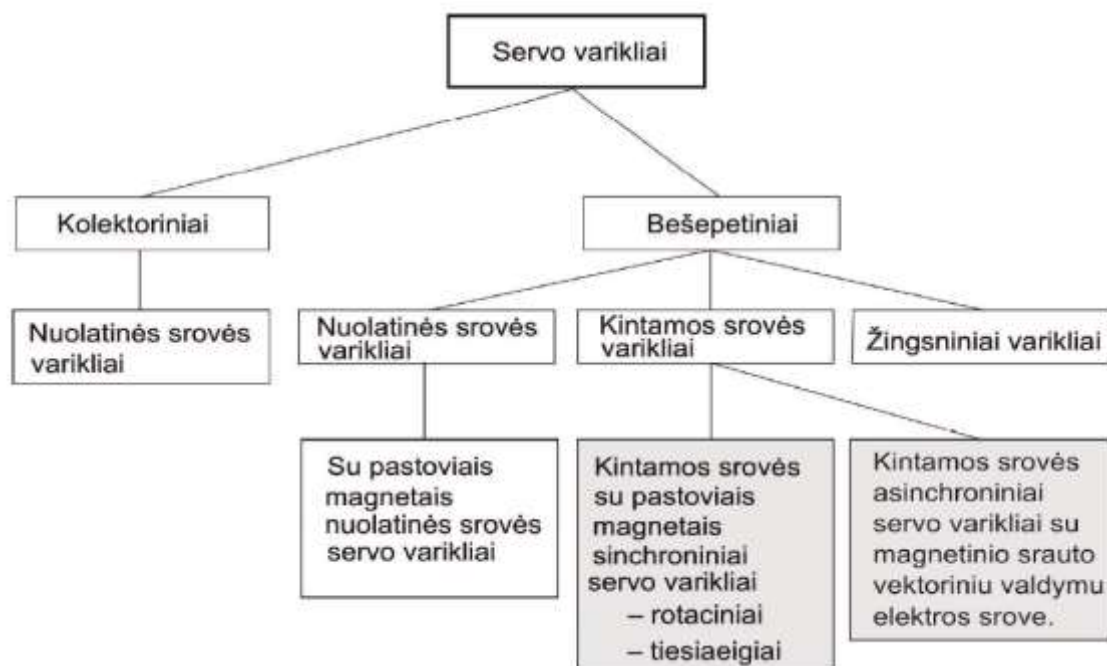 Servo varikliai
Kolektoriniai
Bešepetiniai
Nuolatinės srovės
varikliai
Nuolatinės srovės
varikliai
Kintamos srovės
varikliai
Žingsniniai varikliai
Su pastoviais
magnetais
nuolatinės srovės
servo varikliai
Kintamos srovės
su pastoviais
magnetais
sinchroniniai
servo varikliai
– rotaciniai
– tiesiaeigiai
Kintamos srovės
asinchroniniai
servo varikliai su
magnetinio srauto
vektoriniu valdymu
elektros srove.